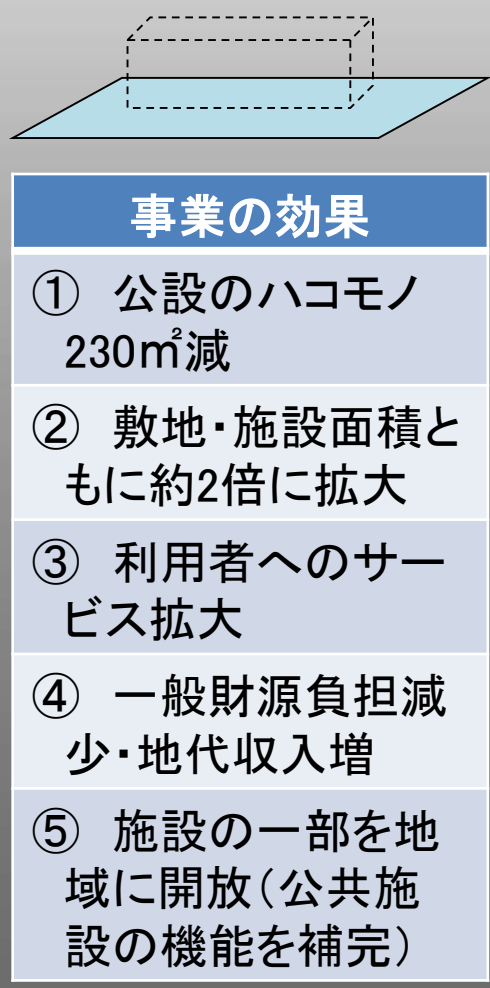 事業の効果
① 公設のハコモノ
230㎡減
② 敷地・施設面積と
もに約2倍に拡大
③ 利用者へのサー
ビス拡大
④ 一般財源負担減
少・地代収入増
⑤ 施設の一部を地
域に開放(公共施
設の機能を補完)